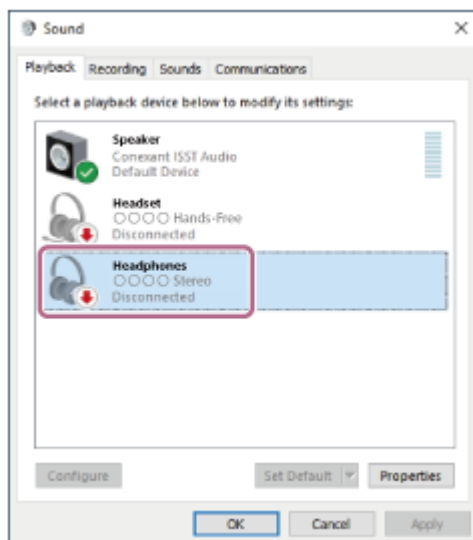 Sound
Playback Recording Sounds Communications
Select a playback device below to modify its settings:
Speaker
Conexant ISST Audio
Default Device
Headset
○○○○ Hands-Free
Disconnected
Headphones
○○○○ Stereo
Disconnected
Configure Set Default Properties
OK Cancel Apply